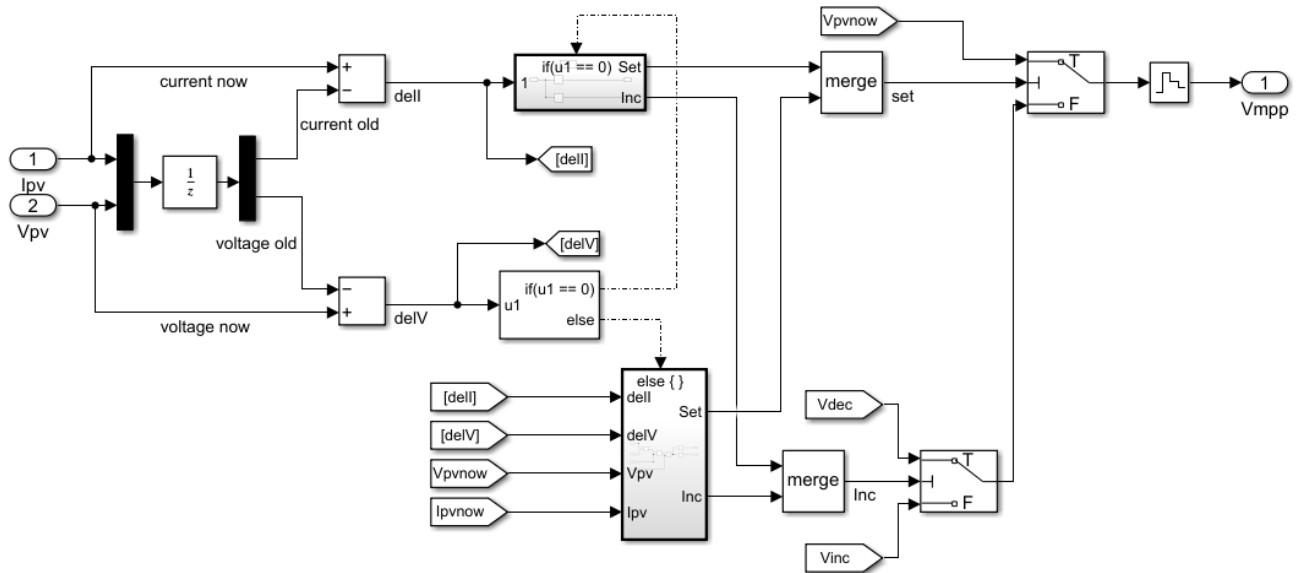 Vpvnow
T
F
1
Vmpp
if(u1 == 0) Set
1
Inc
merge
set
+
−
delI
current now
current old
[delI]
1
Ipv
2
Vpv
1
z
voltage old
voltage now
[delV]
−
+
delV
if(u1 == 0)
u1
else
else { }
delI
delV
Vpv
Ipv
Set
Inc
[delI]
[delV]
Vpvnow
Ipvnow
Vdec
merge
Inc
T
F
Vinc